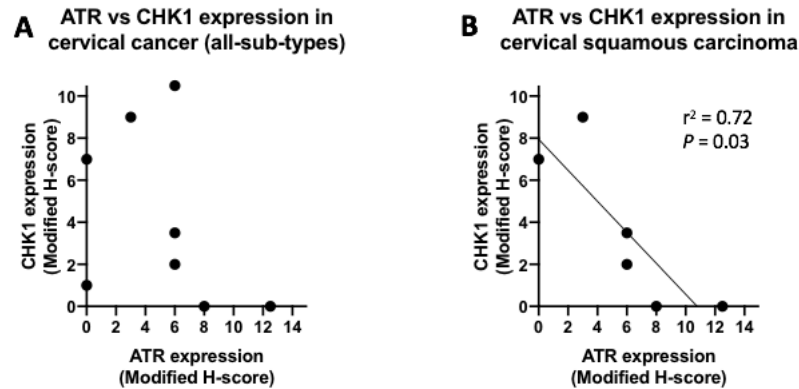 A
ATR vs CHK1 expression in
cervical cancer (all-sub-types)
CHK1 expression
(Modified H-score)
10
8
6
4
2
0
0 2 4 6 8 10 12 14
ATR expression
(Modified H-score)
B
ATR vs CHK1 expression in
cervical squamous carcinoma
r² = 0.72
P = 0.03
CHK1 expression
(Modified H-score)
10
8
6
4
2
0
0 2 4 6 8 10 12 14
ATR expression
(Modified H-score)